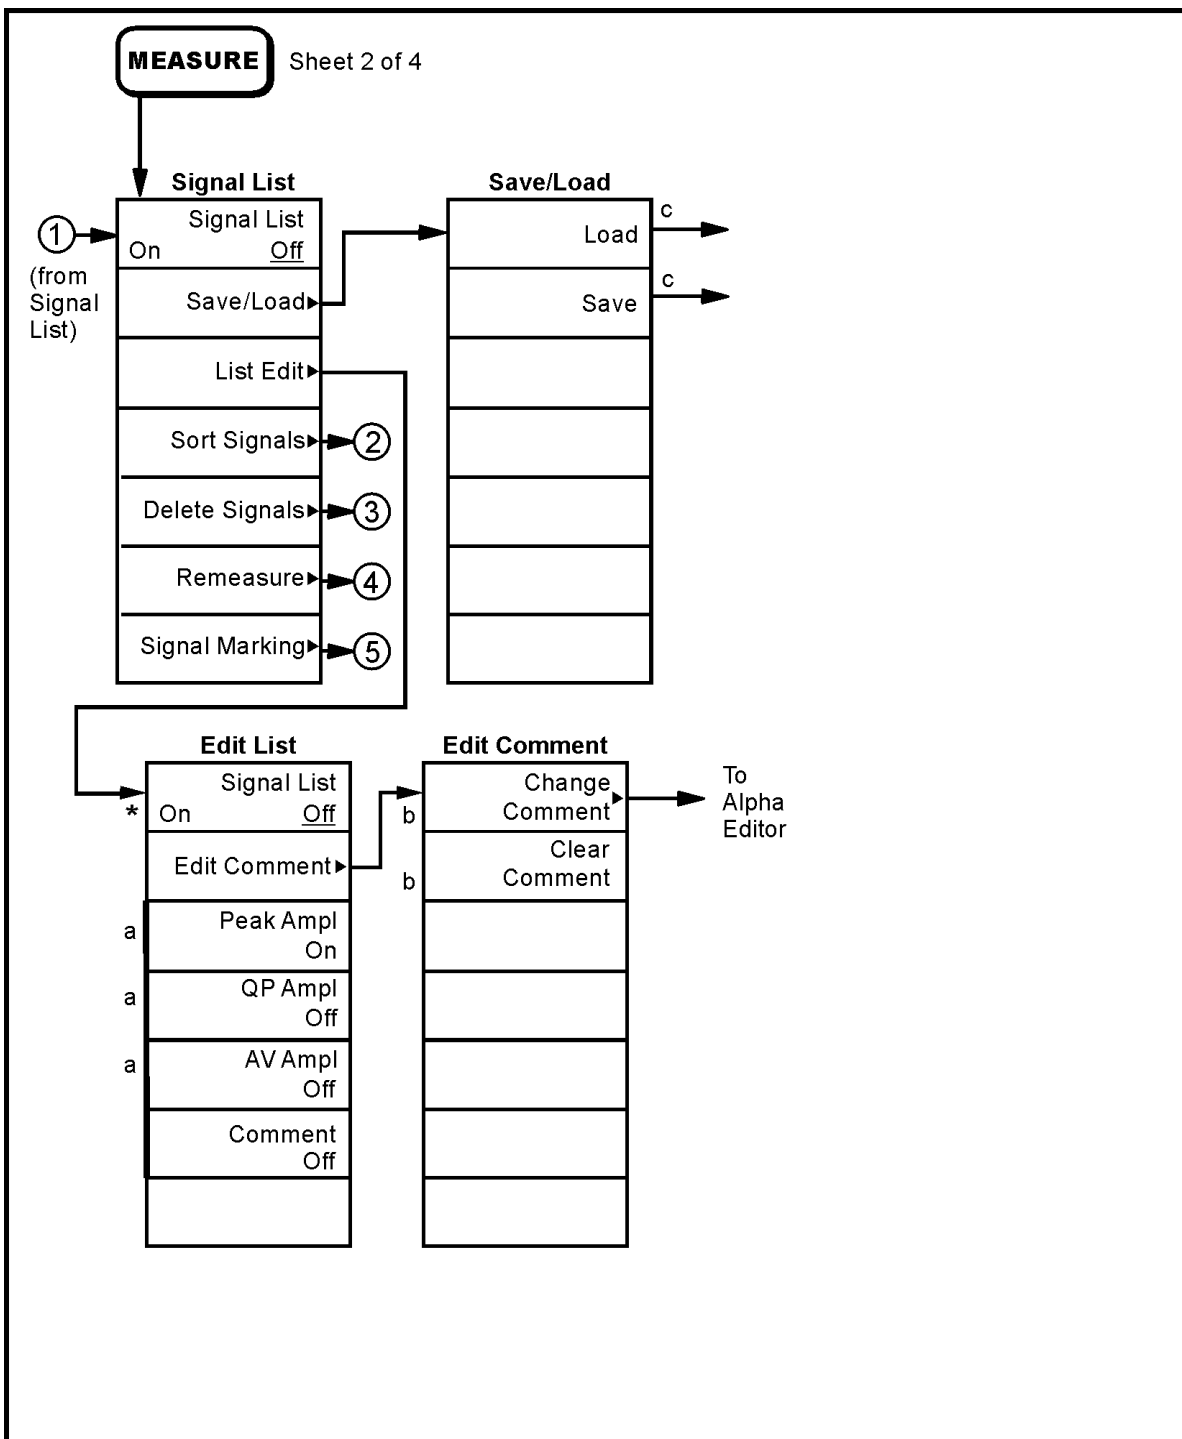 MEASURE Sheet 2 of 4
Signal List
1
(from
Signal
List)
Signal List
On Off
Save/Load
List Edit
Sort Signals 2
Delete Signals 3
Remeasure 4
Signal Marking 5
Save/Load
Load c
Save c
Edit List
*
Signal List
On Off
Edit Comment
a Peak Ampl
On
a QP Ampl
Off
a AV Ampl
Off
Comment
Off
Edit Comment
Change
b Comment
Clear
b Comment
To
Alpha
Editor